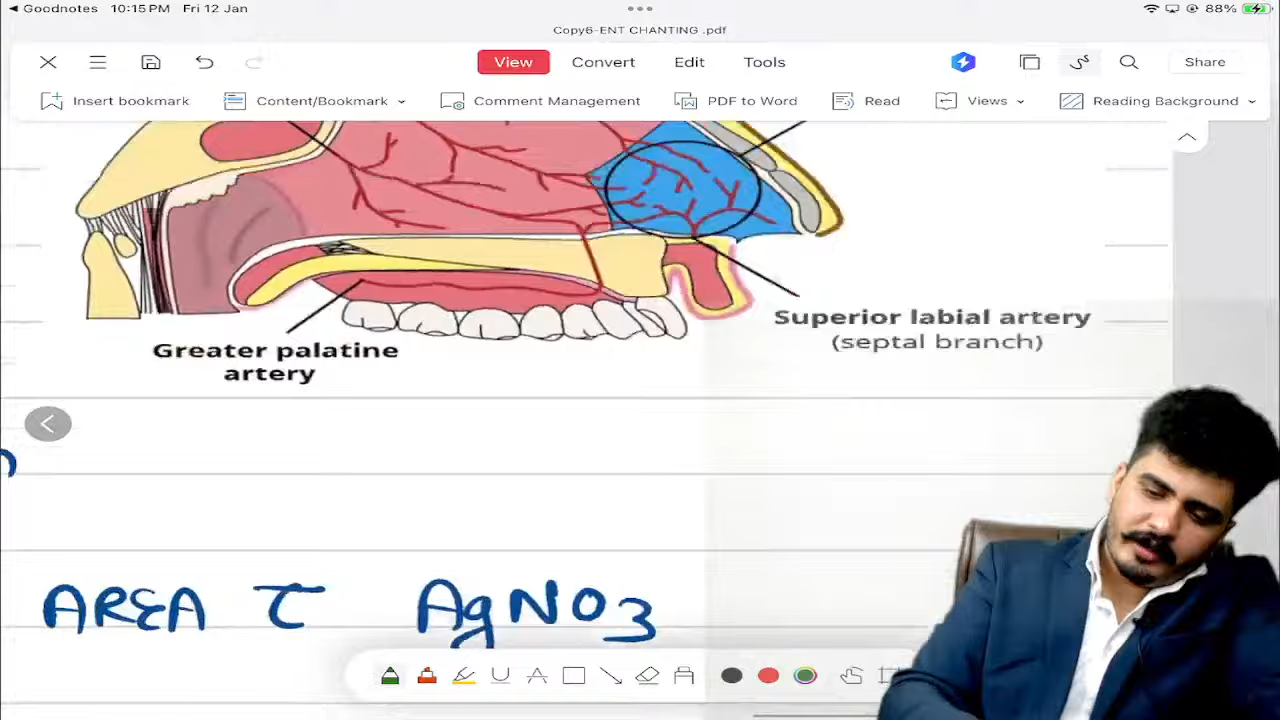 ◀ Goodnotes 10:15 PM Fri 12 Jan
88%
Copy6-ENT CHANTING .pdf
View Convert Edit Tools
Share
Insert bookmark Content/Bookmark Comment Management PDF to Word Read Views Reading Background
Superior labial artery
(septal branch)
Greater palatine
artery
AREA
AgNO3